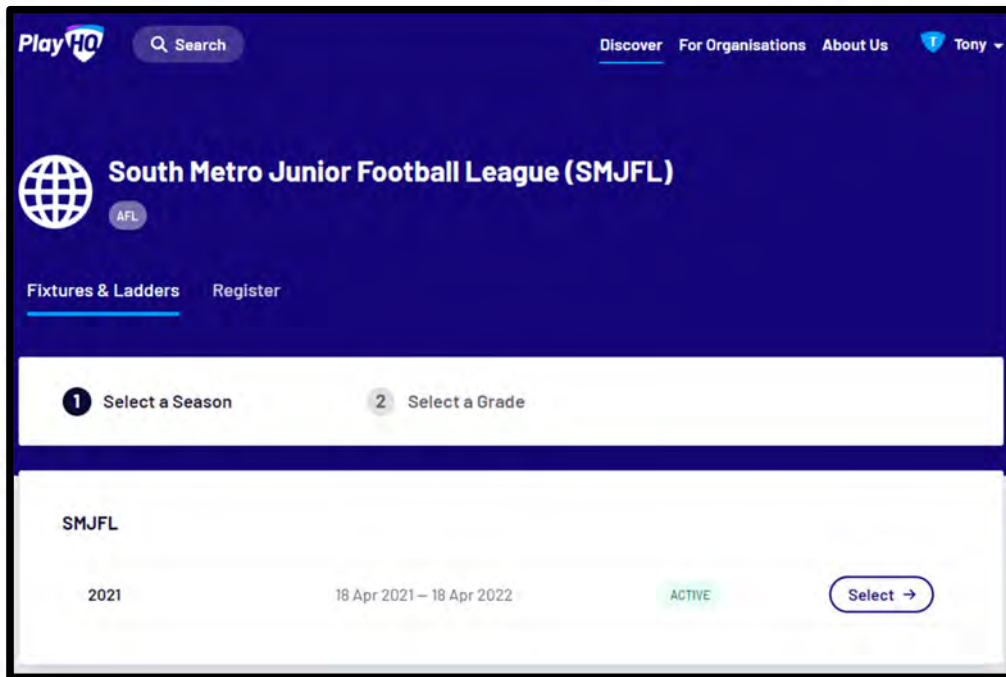 PlayHQ Search Discover For Organisations About Us T Tony
South Metro Junior Football League (SMJFL)
AFL
Fixtures & Ladders Register
1 Select a Season 2 Select a Grade
SMJFL
2021 18 Apr 2021 – 18 Apr 2022 ACTIVE Select →